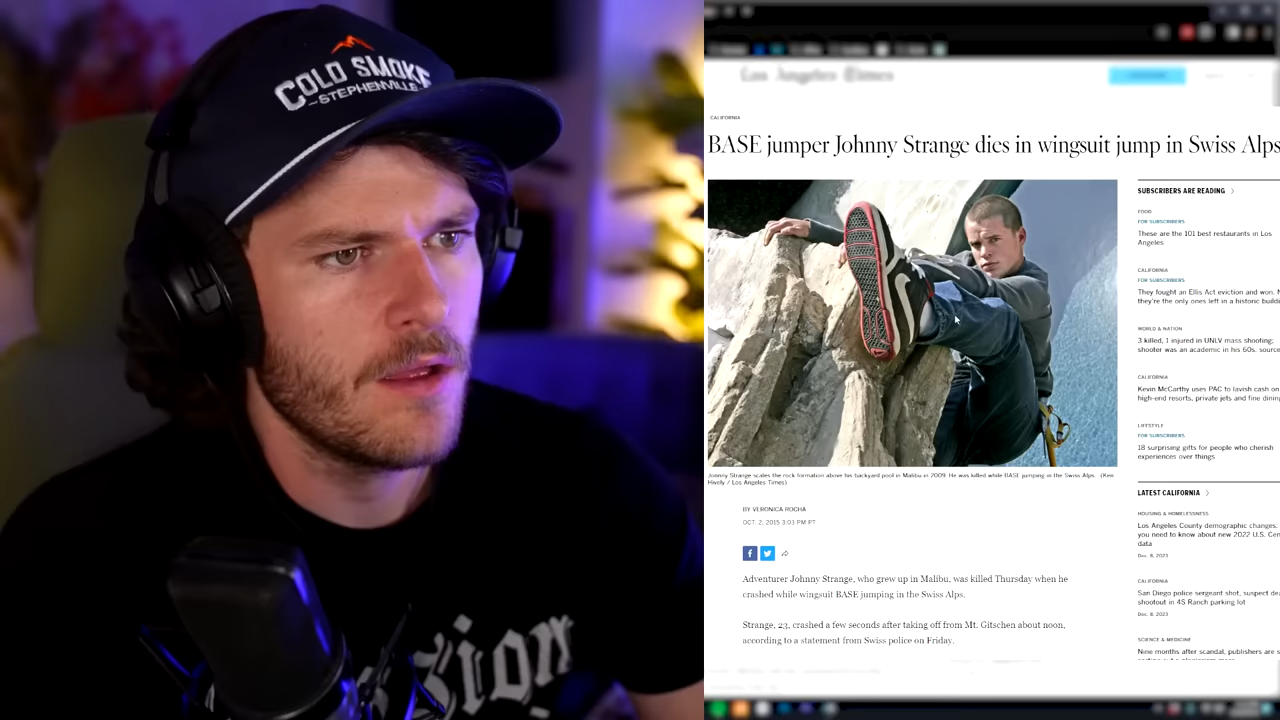 COLD SMOKE
STEPHENVILLE
Los Angeles Times
CALIFORNIA
BASE jumper Johnny Strange dies in wingsuit jump in Swiss Alps
Johnny Strange scales the rock formation above his backyard pool in Malibu in 2009. He was killed while BASE jumping in the Swiss Alps. (Ken
Hively / Los Angeles Times)
BY VERONICA ROCHA
OCT. 2, 2015 3:03 PM PT
Adventurer Johnny Strange, who grew up in Malibu, was killed Thursday when he
crashed while wingsuit BASE jumping in the Swiss Alps.
Strange, 23, crashed a few seconds after taking off from Mt. Gitschen about noon,
according to a statement from Swiss police on Friday.
SUBSCRIBERS ARE READING
FOOD
FOR SUBSCRIBERS
These are the 101 best restaurants in Los
Angeles
CALIFORNIA
FOR SUBSCRIBERS
They fought an Ellis Act eviction and won. N
they're the only ones left in a historic buildi
WORLD & NATION
3 killed, 1 injured in UNLV mass shooting;
shooter was an academic in his 60s, source
CALIFORNIA
Kevin McCarthy uses PAC to lavish cash on
high-end resorts, private jets and fine dining
LIFESTYLE
FOR SUBSCRIBERS
18 surprising gifts for people who cherish
experiences over things
LATEST CALIFORNIA
HOUSING & HOMELESSNESS
Los Angeles County demographic changes:
you need to know about new 2022 U.S. Cen
data
Dec. 8, 2023
CALIFORNIA
San Diego police sergeant shot, suspect de
shootout in 4S Ranch parking lot
Dec. 8, 2023
SCIENCE & MEDICINE
Nine months after scandal, publishers are s